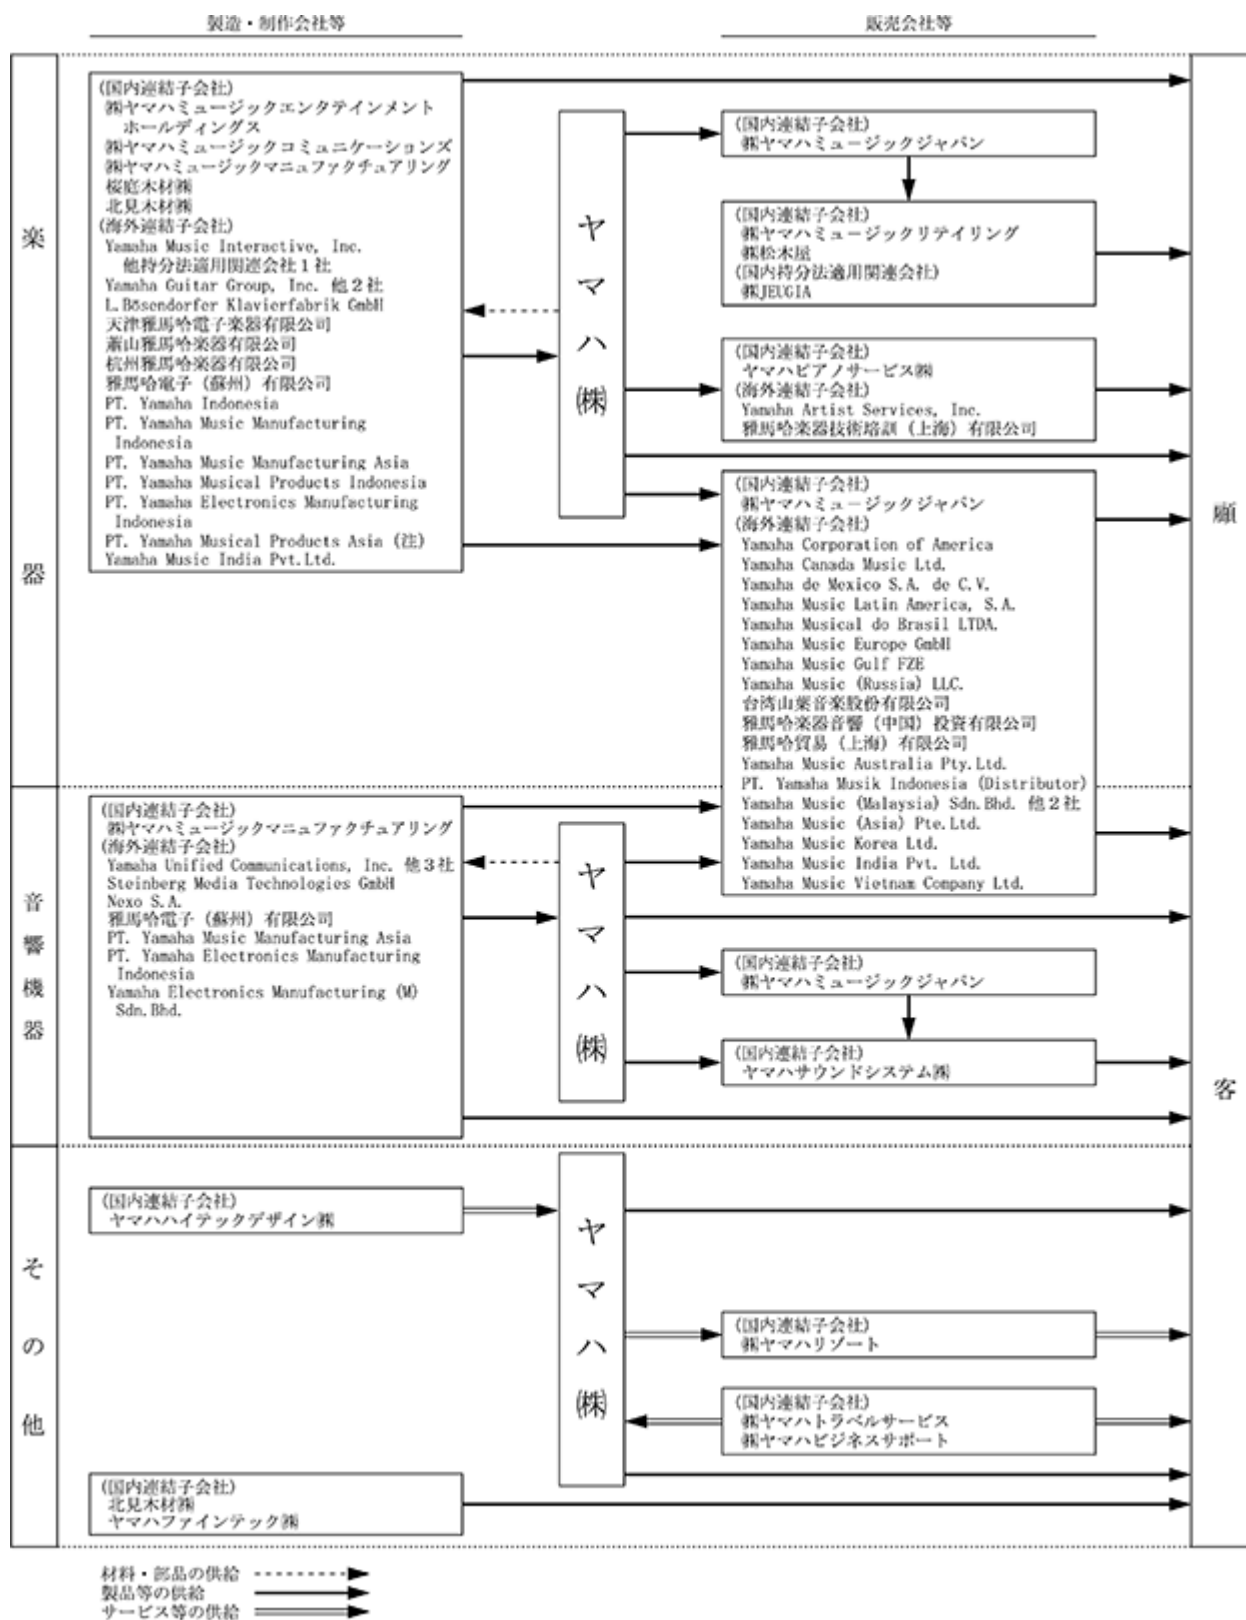 製造・制作会社等
販売会社等
楽器
(国内連結子会社)
㈱ヤマハミュージックエンタテインメント
ホールディングス
㈱ヤマハミュージックコミュニケーションズ
㈱ヤマハミュージックマニュファクチュアリング
桜庭木材㈱
北見木材㈱
(海外連結子会社)
Yamaha Music Interactive, Inc.
他持分法適用関連会社1社
Yamaha Guitar Group, Inc. 他2社
L.Bösendorfer Klavierfabrik GmbH
天津雅馬哈電子楽器有限公司
蕭山雅馬哈楽器有限公司
杭州雅馬哈楽器有限公司
雅馬哈電子（蘇州）有限公司
PT. Yamaha Indonesia
PT. Yamaha Music Manufacturing
Indonesia
PT. Yamaha Music Manufacturing Asia
PT. Yamaha Musical Products Indonesia
PT. Yamaha Electronics Manufacturing
Indonesia
PT. Yamaha Musical Products Asia (注)
Yamaha Music India Pvt.Ltd.
ヤマハ㈱
(国内連結子会社)
㈱ヤマハミュージックジャパン
(国内連結子会社)
㈱ヤマハミュージックリテイリング
㈱松木屋
(国内持分法適用関連会社)
㈱JEUGIA
(国内連結子会社)
ヤマハピアノサービス㈱
(海外連結子会社)
Yamaha Artist Services, Inc.
雅馬哈楽器技術培訓（上海）有限公司
(国内連結子会社)
㈱ヤマハミュージックジャパン
(海外連結子会社)
Yamaha Corporation of America
Yamaha Canada Music Ltd.
Yamaha de Mexico S.A. de C.V.
Yamaha Music Latin America, S.A.
Yamaha Musical do Brasil LTDA.
Yamaha Music Europe GmbH
Yamaha Music Gulf FZE
Yamaha Music (Russia) LLC.
台湾山葉音楽股份有限公司
雅馬哈楽器音響（中国）投資有限公司
雅馬哈貿易（上海）有限公司
Yamaha Music Australia Pty.Ltd.
PT. Yamaha Musik Indonesia (Distributor)
Yamaha Music (Malaysia) Sdn.Bhd. 他2社
Yamaha Music (Asia) Pte.Ltd.
Yamaha Music Korea Ltd.
Yamaha Music India Pvt. Ltd.
Yamaha Music Vietnam Company Ltd.
顧客
音響機器
(国内連結子会社)
㈱ヤマハミュージックマニュファクチュアリング
(海外連結子会社)
Yamaha Unified Communications, Inc. 他3社
Steinberg Media Technologies GmbH
Nexo S.A.
雅馬哈電子（蘇州）有限公司
PT. Yamaha Music Manufacturing Asia
PT. Yamaha Electronics Manufacturing
Indonesia
Yamaha Electronics Manufacturing (M)
Sdn.Bhd.
ヤマハ㈱
(国内連結子会社)
㈱ヤマハミュージックジャパン
(国内連結子会社)
ヤマハサウンドシステム㈱
その他
(国内連結子会社)
ヤマハハイテックデザイン㈱
ヤマハ㈱
(国内連結子会社)
㈱ヤマハリゾート
(国内連結子会社)
㈱ヤマハトラベルサービス
㈱ヤマハビジネスサポート
(国内連結子会社)
北見木材㈱
ヤマハファインテック㈱
材料・部品の供給
製品等の供給
サービス等の供給